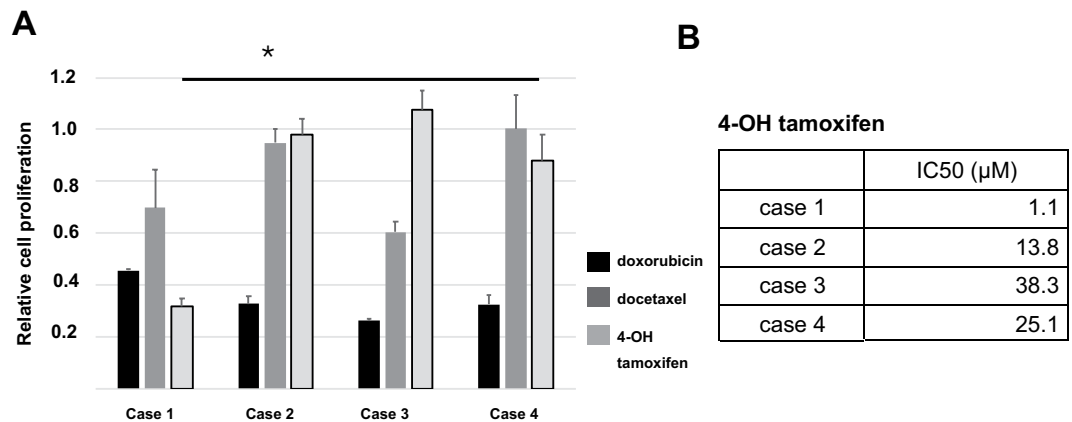 A
*
1.2
1.0
0.8
0.6
0.4
0.2
Relative cell proliferation
Case 1 Case 2 Case 3 Case 4
doxorubicin
docetaxel
4-OH
tamoxifen
B
4-OH tamoxifen
IC50 (µM)
case 1 1.1
case 2 13.8
case 3 38.3
case 4 25.1